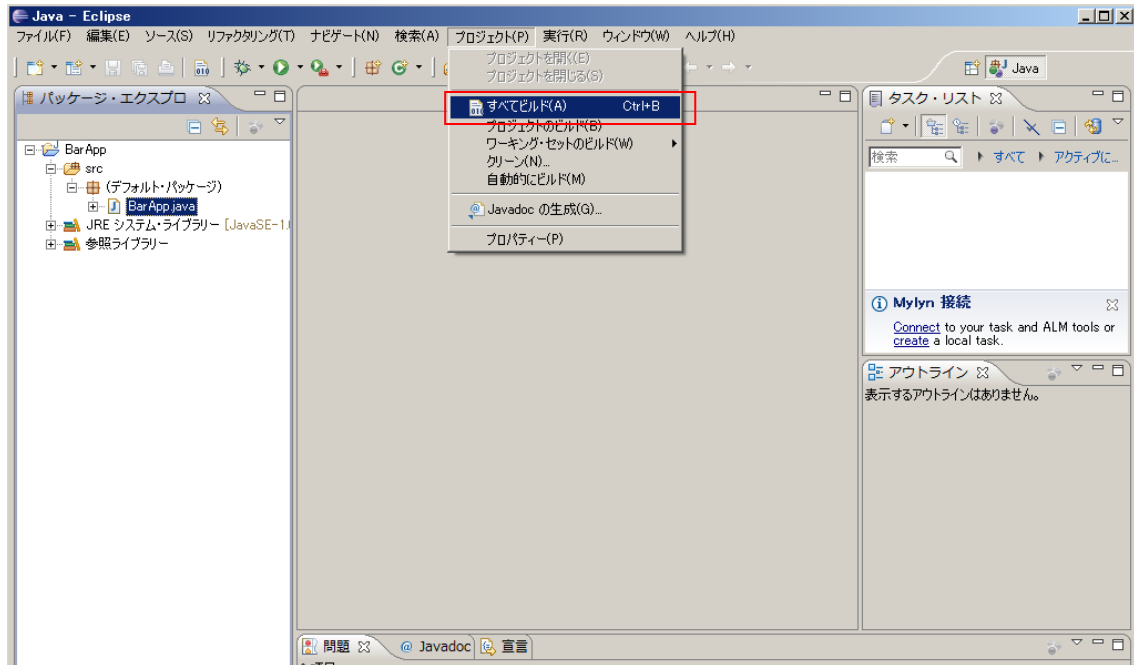 Java - Eclipse
ファイル(F) 編集(E) ソース(S) リファクタリング(T) ナビゲート(N) 検索(A) プロジェクト(P) 実行(R) ウィンドウ(W) ヘルプ(H)
プロジェクトを開く(E)
プロジェクトを閉じる(S)
すべてビルド(A) Ctrl+B
プロジェクトのビルド(B)
ワーキング・セットのビルド(W)
クリーン(N)...
自動的にビルド(M)
Javadoc の生成(G)...
プロパティー(P)
Java
パッケージ・エクスプロ
BarApp
src
(デフォルト・パッケージ)
BarApp.java
JRE システム・ライブラリー [JavaSE-1.
参照ライブラリー
タスク・リスト
検索 すべて アクティブに...
Mylyn 接続
Connect to your task and ALM tools or
create a local task.
アウトライン
表示するアウトラインはありません。
問題 @ Javadoc 宣言